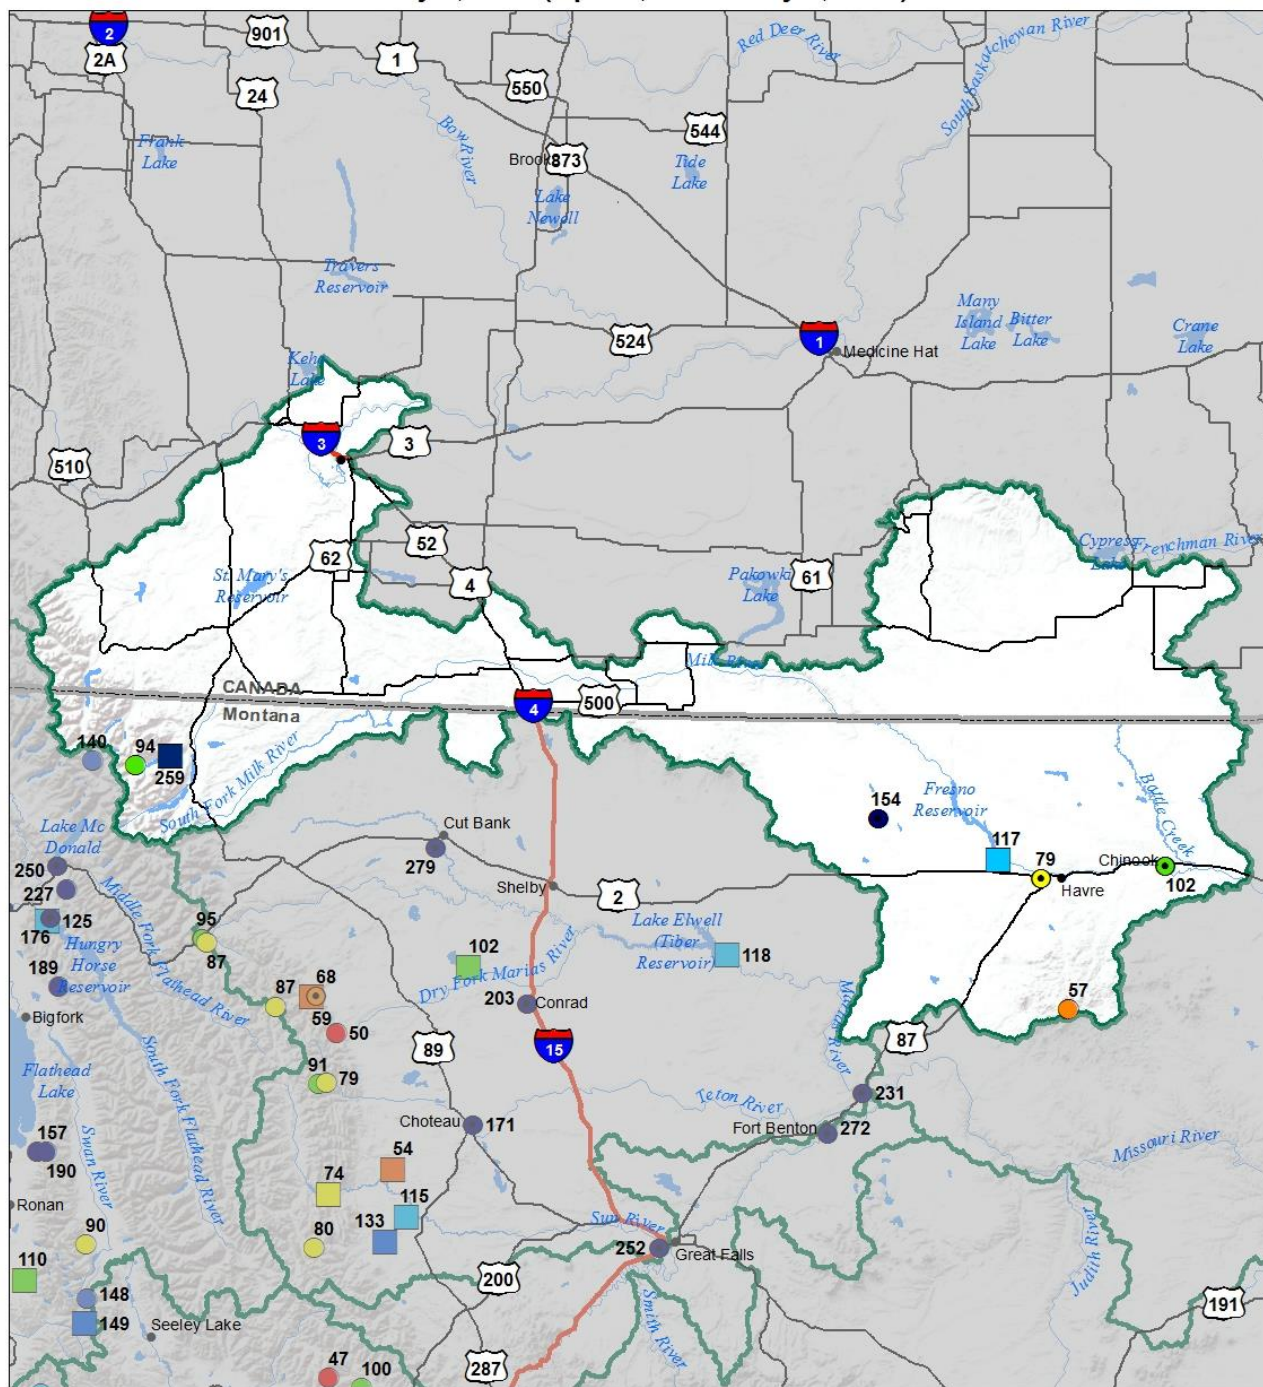 2
2A
901
1
24
550
544
Red Deer River
South Saskatchewan River
Frank
Lake
Bow River
873
Tide
Lake
Lake
Newell
Travers
Reservoir
524
1
Medicine Hat
Many
Island
Lake
Bitter
Lake
Crane
Lake
Lake
3
3
510
52
62
4
St. Mary's
Reservoir
Pakowki
Lake
61
Cypress
Lake
Frenchman River
Milk River
CANADA
Montana
4
500
140
94
259
South Fork Milk River
154
Fresno
Reservoir
Battle Creek
117
79
Chinook
102
Havre
Lake Mc
Donald
Cut Bank
279
250
227
125
176
Shelby
2
Middle Fork Flathead River
95
87
Hungry
Horse
Reservoir
189
102
Lake Elwell
(Tiber
Reservoir)
118
Dry Fork Marias River
87
68
59
50
203
Conrad
57
Bigfork
89
15
Marias River
87
South Fork Flathead River
Flathead
Lake
91
79
231
Teton River
Choteau
171
Fort Benton
272
157
190
Swan River
54
Missouri River
74
115
Ronan
133
Sun River
90
80
252
Great Falls
Judith River
110
200
148
149
Seeley Lake
Smith River
191
47
100
287